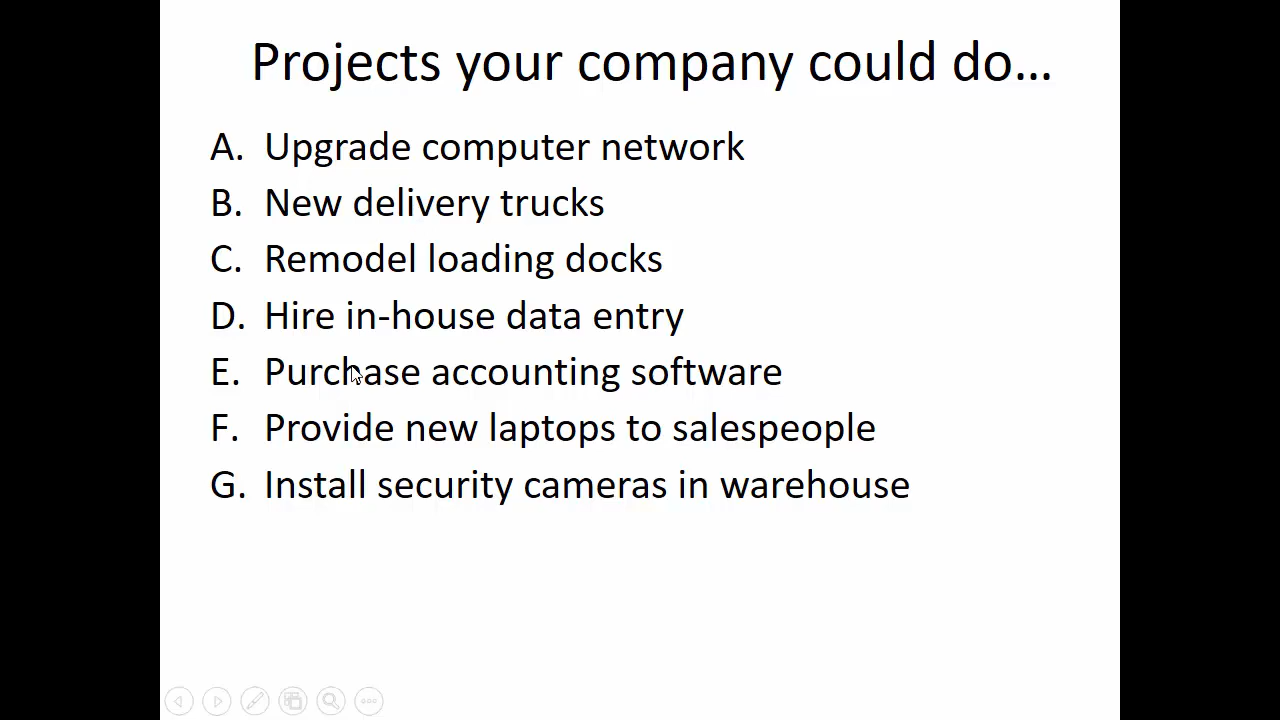 Projects your company could do...
A. Upgrade computer network
B. New delivery trucks
C. Remodel loading docks
D. Hire in-house data entry
E. Purchase accounting software
F. Provide new laptops to salespeople
G. Install security cameras in warehouse